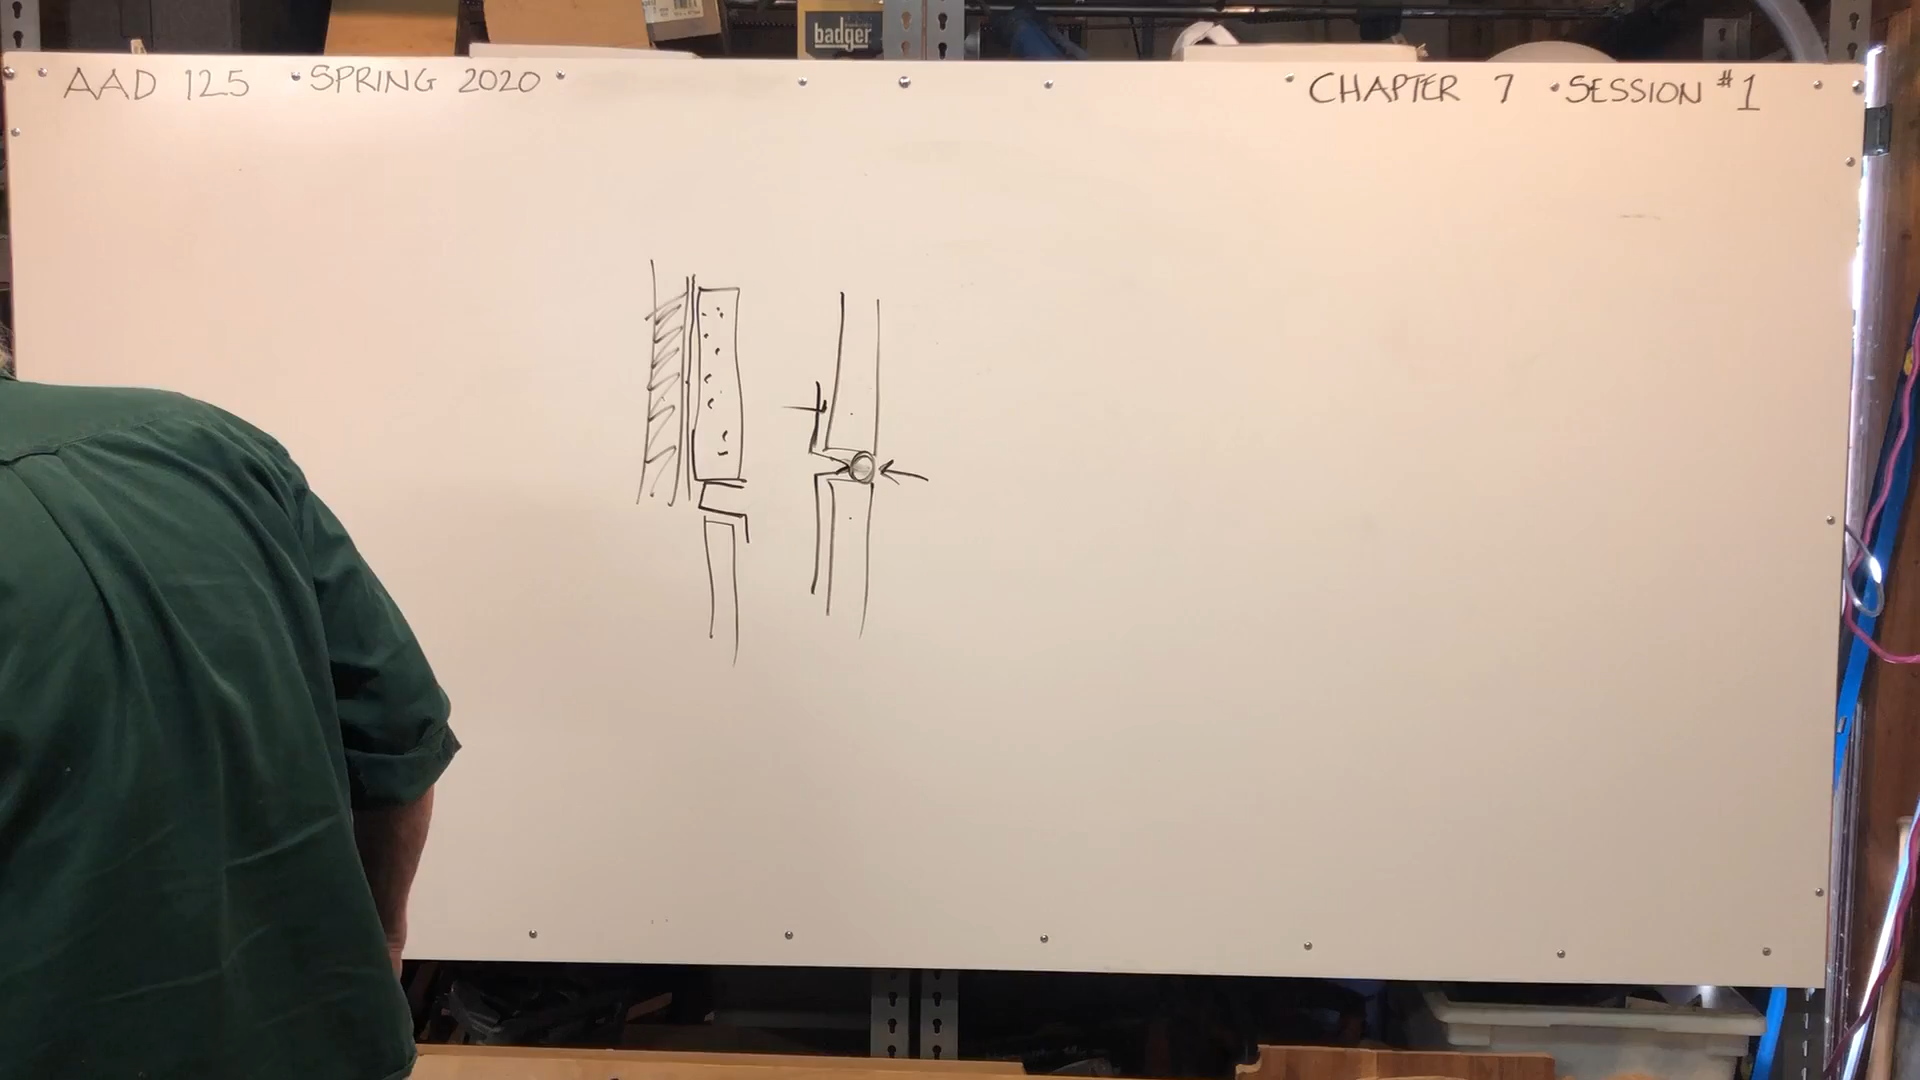 badger
AAD 125 • SPRING 2020
CHAPTER 7 • SESSION #1